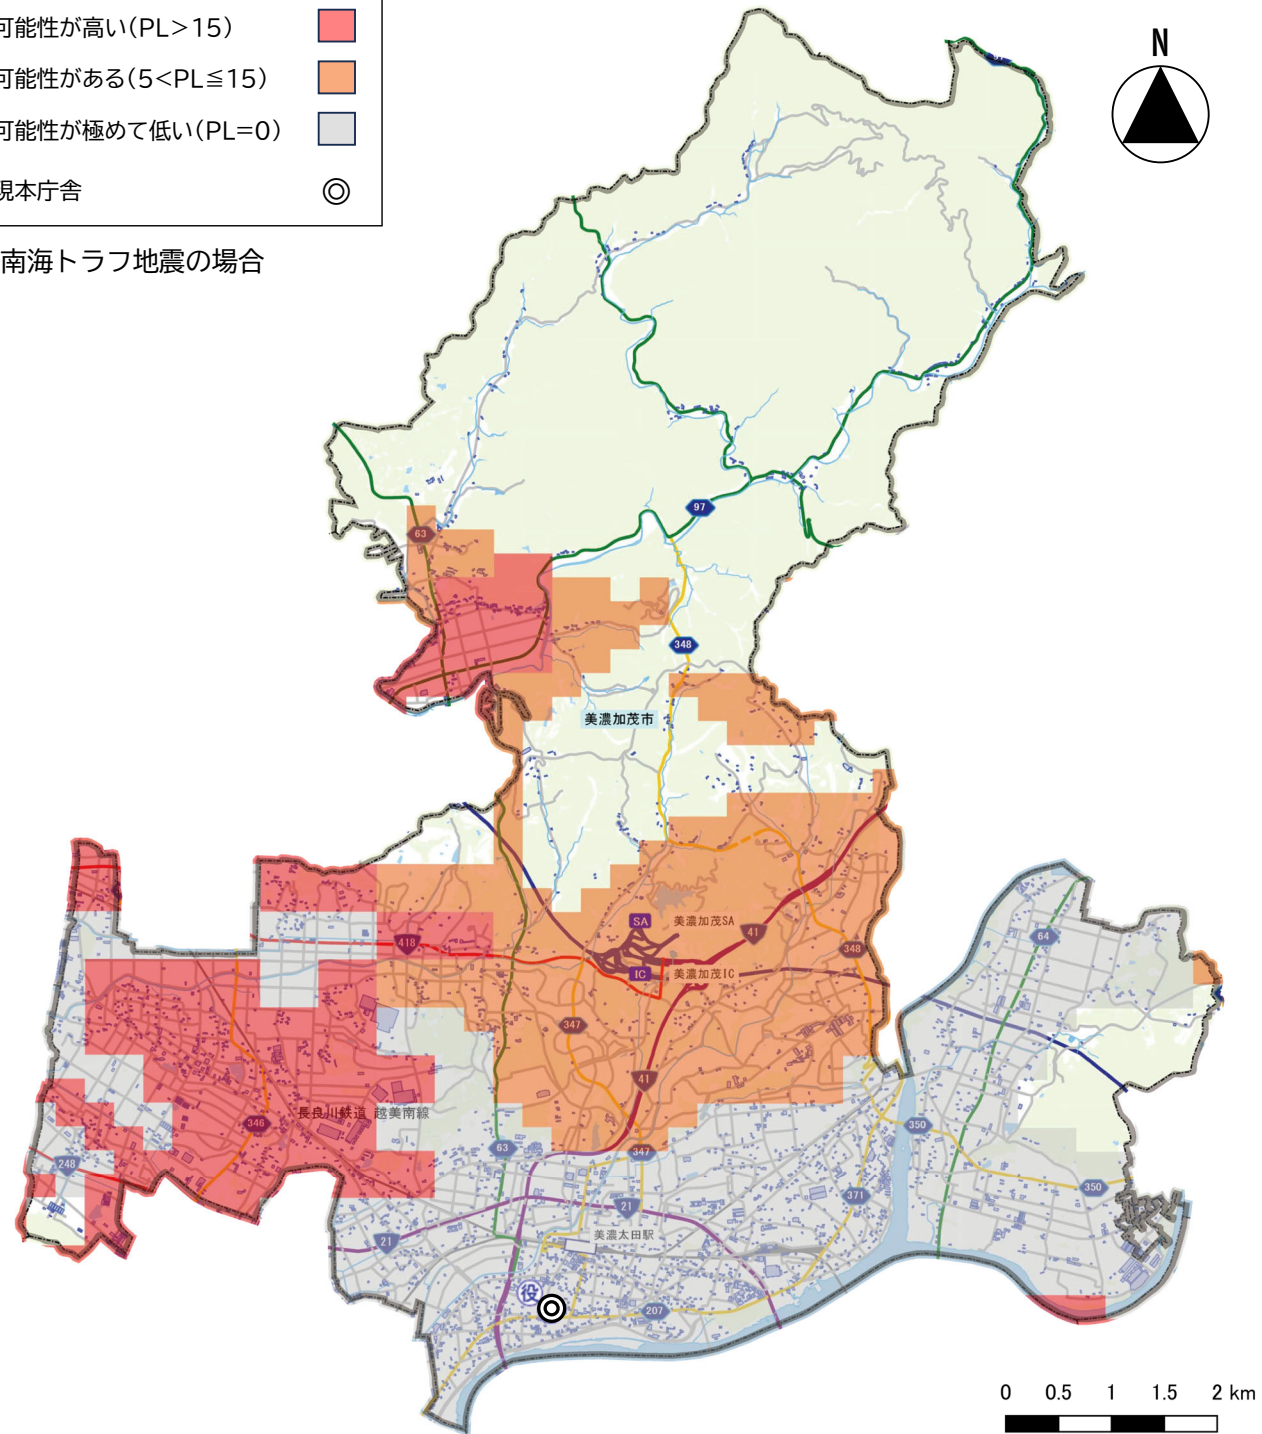 可能性が高い(PL>15)
可能性がある(5<PL≦15)
可能性が極めて低い(PL=0)
現本庁舎
南海トラフ地震の場合
N
97
63
348
美濃加茂市
SA
美濃加茂SA
41
348
64
418
IC
美濃加茂IC
347
41
346
長良川鉄道 越美南線
350
63
347
248
350
371
21
21
美濃太田駅
役
207
0 0.5 1 1.5 2 km